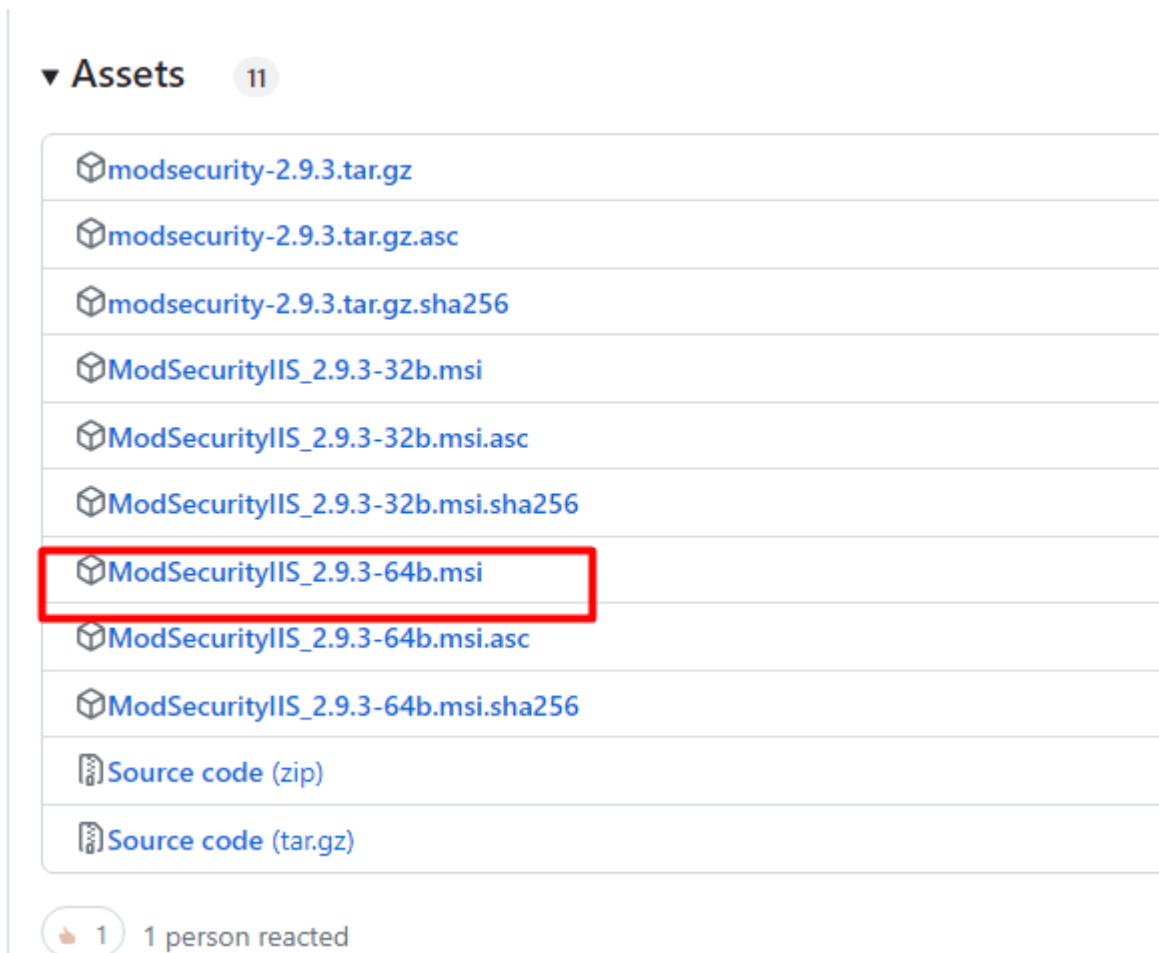 Assets 11
modsecurity-2.9.3.tar.gz
modsecurity-2.9.3.tar.gz.asc
modsecurity-2.9.3.tar.gz.sha256
ModSecurityIIS_2.9.3-32b.msi
ModSecurityIIS_2.9.3-32b.msi.asc
ModSecurityIIS_2.9.3-32b.msi.sha256
ModSecurityIIS_2.9.3-64b.msi
ModSecurityIIS_2.9.3-64b.msi.asc
ModSecurityIIS_2.9.3-64b.msi.sha256
Source code (zip)
Source code (tar.gz)
1 1 person reacted